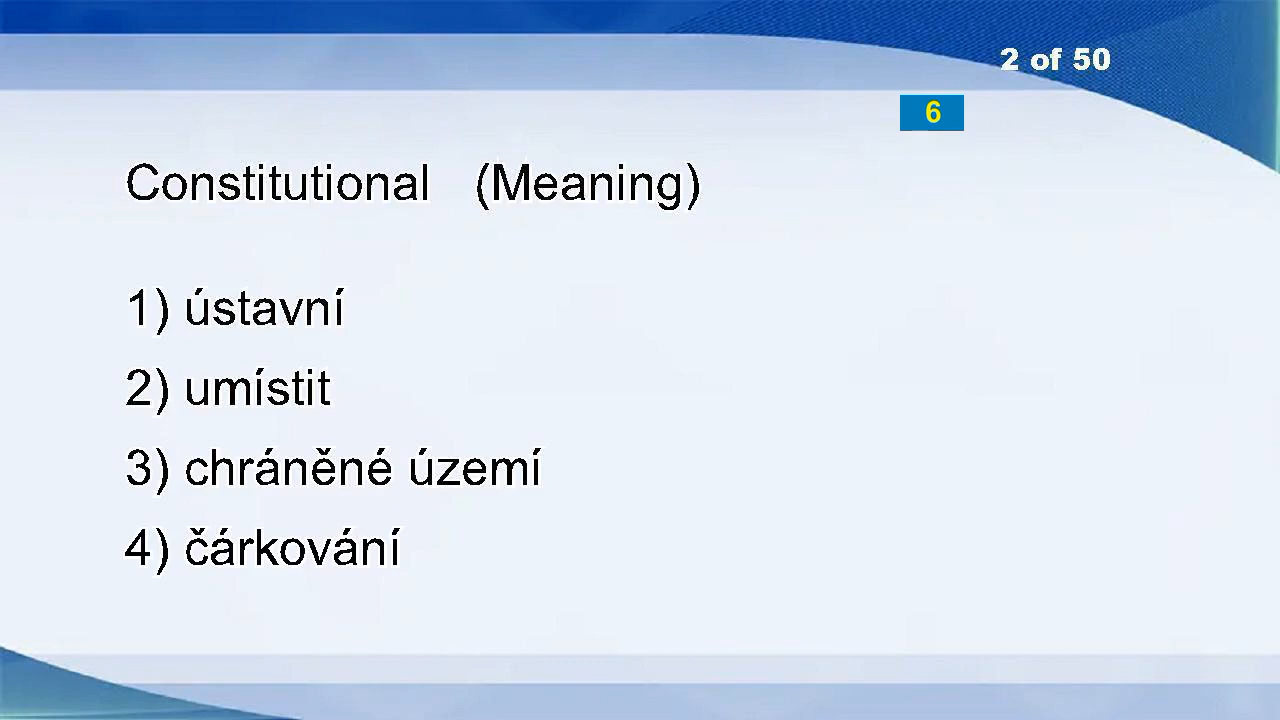 2 of 50
6
Constitutional (Meaning)
1) ústavní
2) umístit
3) chráněné území
4) čárkování